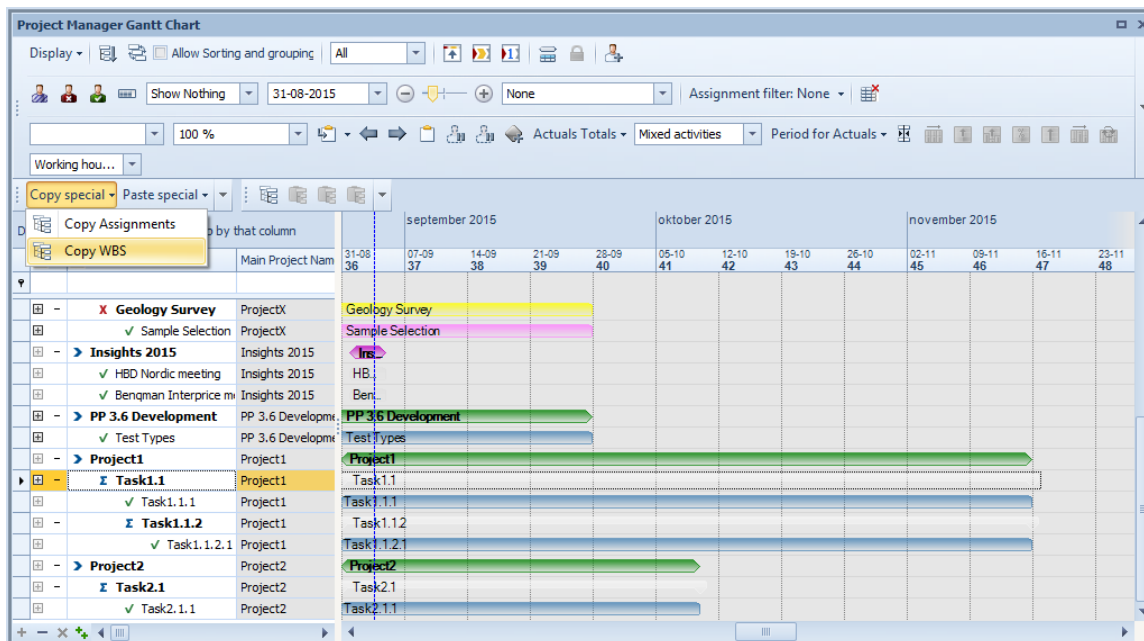 Project Manager Gantt Chart
Display Allow Sorting and grouping All
Show Nothing 31-08-2015 None Assignment filter: None
100 % Actuals Totals Mixed activities Period for Actuals
Working hou...
Copy special Paste special
Copy Assignments
Copy WBS
D o by that column
september 2015 oktober 2015 november 2015
Main Project Nam
31-08 07-09 14-09 21-09 28-09 05-10 12-10 19-10 26-10 02-11 09-11 16-11 23-11
36 37 38 39 40 41 42 43 44 45 46 47 48
Geology Survey ProjectX Geology Survey
Sample Selection ProjectX Sample Selection
Insights 2015 Insights 2015 Ins...
HBD Nordic meeting Insights 2015 HB...
Benqman Interprice m Insights 2015 Ben...
PP 3.6 Development PP 3.6 Developme PP 3.6 Development
Test Types PP 3.6 Developme Test Types
Project1 Project1 Project1
Σ Task1.1 Project1 Task1.1
Task1.1.1 Project1 Task1.1.1
Σ Task1.1.2 Project1 Task1.1.2
Task1.1.2.1 Project1 Task1.1.2.1
Project2 Project2 Project2
Σ Task2.1 Project2 Task2.1
Task2.1.1 Project2 Task2.1.1